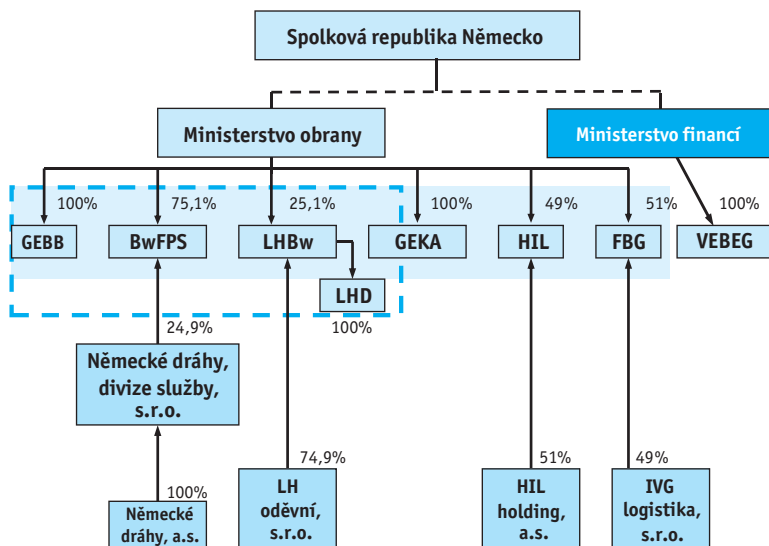 Spolková republika Německo
Ministerstvo obrany
Ministerstvo financí
100%
75,1%
25,1%
100%
49%
51%
100%
GEBB
BwFPS
LHBw
GEKA
HIL
FBG
VEBEG
LHD
24,9%
100%
Německé dráhy,
divize služby,
s.r.o.
74,9%
51%
49%
100%
Německé
dráhy, a.s.
LH
oděvní,
s.r.o.
HIL
holding,
a.s.
IVG
logistika,
s.r.o.